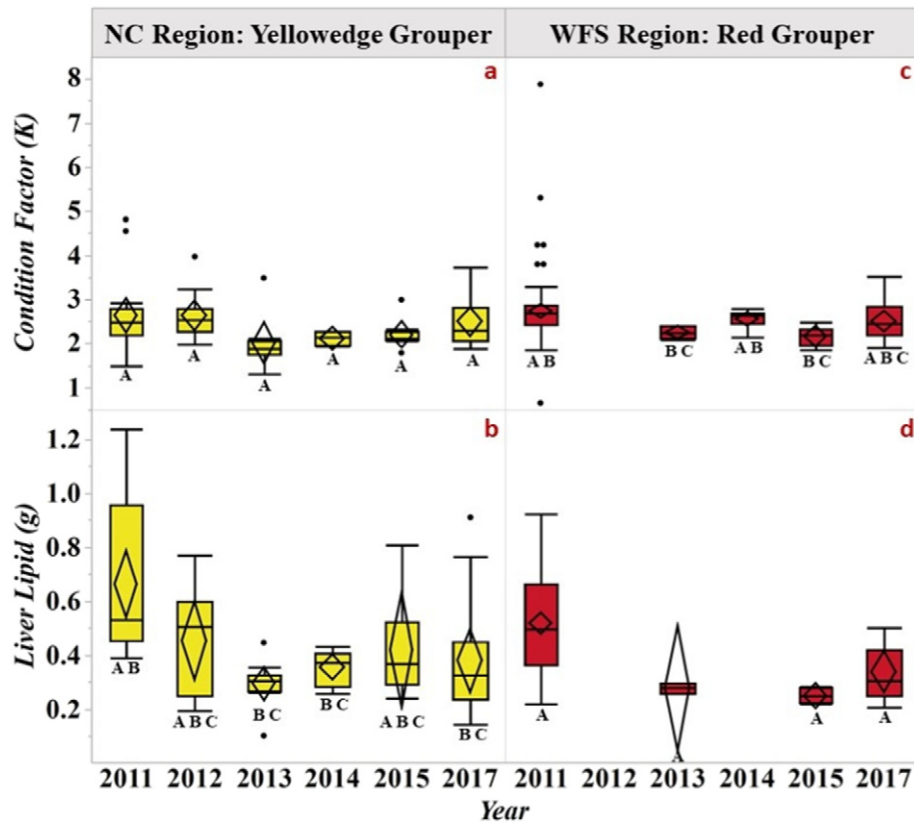 NC Region: Yellowedge Grouper WFS Region: Red Grouper
a c
Condition Factor (K)
8
7
6
5
4
3
2
1
A A A A A A
A B B C A B B C A B C
b d
Liver Lipid (g)
1.2
1.0
0.8
0.6
0.4
0.2
A B A B C B C B C A B C B C
A A A A
2011 2012 2013 2014 2015 2017 2011 2012 2013 2014 2015 2017
Year